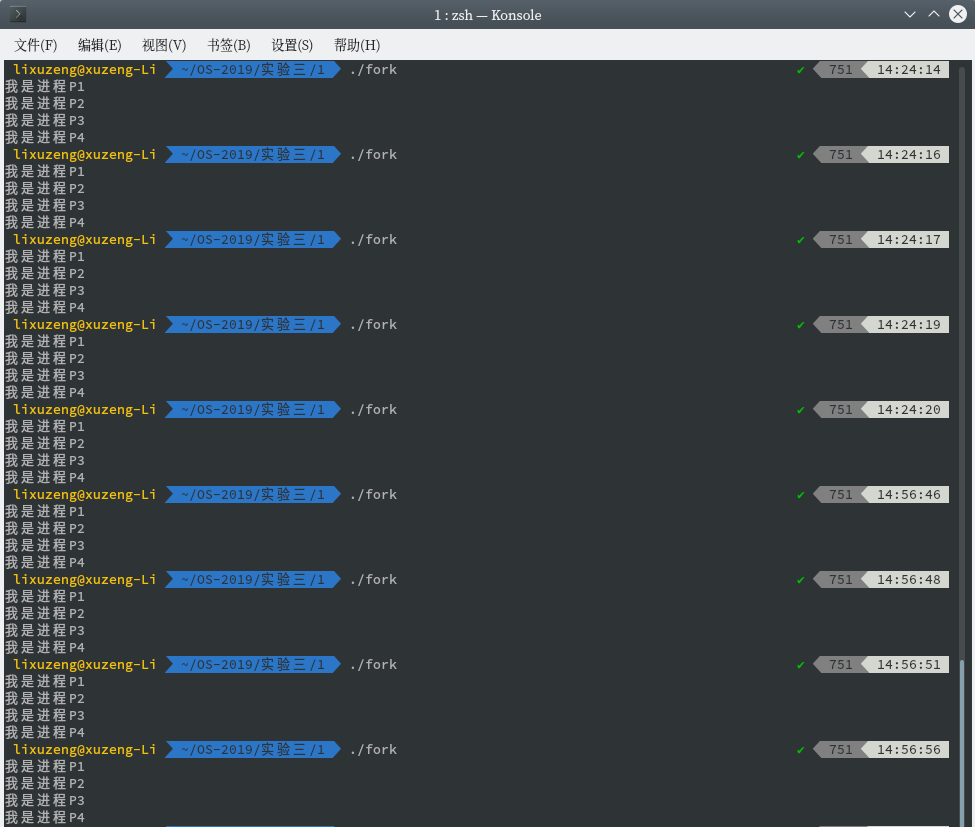 1 : zsh — Konsole
文件(F) 编辑(E) 视图(V) 书签(B) 设置(S) 帮助(H)
lixuzeng@xuzeng-Li ~/OS-2019/实验三/1 ./fork ✔ 751 14:24:14
我是进程P1
我是进程P2
我是进程P3
我是进程P4
lixuzeng@xuzeng-Li ~/OS-2019/实验三/1 ./fork ✔ 751 14:24:16
我是进程P1
我是进程P2
我是进程P3
我是进程P4
lixuzeng@xuzeng-Li ~/OS-2019/实验三/1 ./fork ✔ 751 14:24:17
我是进程P1
我是进程P2
我是进程P3
我是进程P4
lixuzeng@xuzeng-Li ~/OS-2019/实验三/1 ./fork ✔ 751 14:24:19
我是进程P1
我是进程P2
我是进程P3
我是进程P4
lixuzeng@xuzeng-Li ~/OS-2019/实验三/1 ./fork ✔ 751 14:24:20
我是进程P1
我是进程P2
我是进程P3
我是进程P4
lixuzeng@xuzeng-Li ~/OS-2019/实验三/1 ./fork ✔ 751 14:56:46
我是进程P1
我是进程P2
我是进程P3
我是进程P4
lixuzeng@xuzeng-Li ~/OS-2019/实验三/1 ./fork ✔ 751 14:56:48
我是进程P1
我是进程P2
我是进程P3
我是进程P4
lixuzeng@xuzeng-Li ~/OS-2019/实验三/1 ./fork ✔ 751 14:56:51
我是进程P1
我是进程P2
我是进程P3
我是进程P4
lixuzeng@xuzeng-Li ~/OS-2019/实验三/1 ./fork ✔ 751 14:56:56
我是进程P1
我是进程P2
我是进程P3
我是进程P4